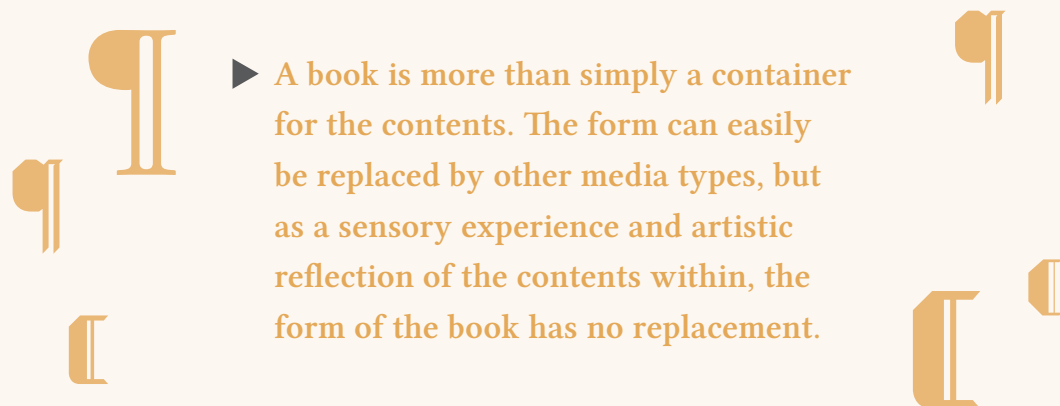 A book is more than simply a container
for the contents. The form can easily
be replaced by other media types, but
as a sensory experience and artistic
reflection of the contents within, the
form of the book has no replacement.